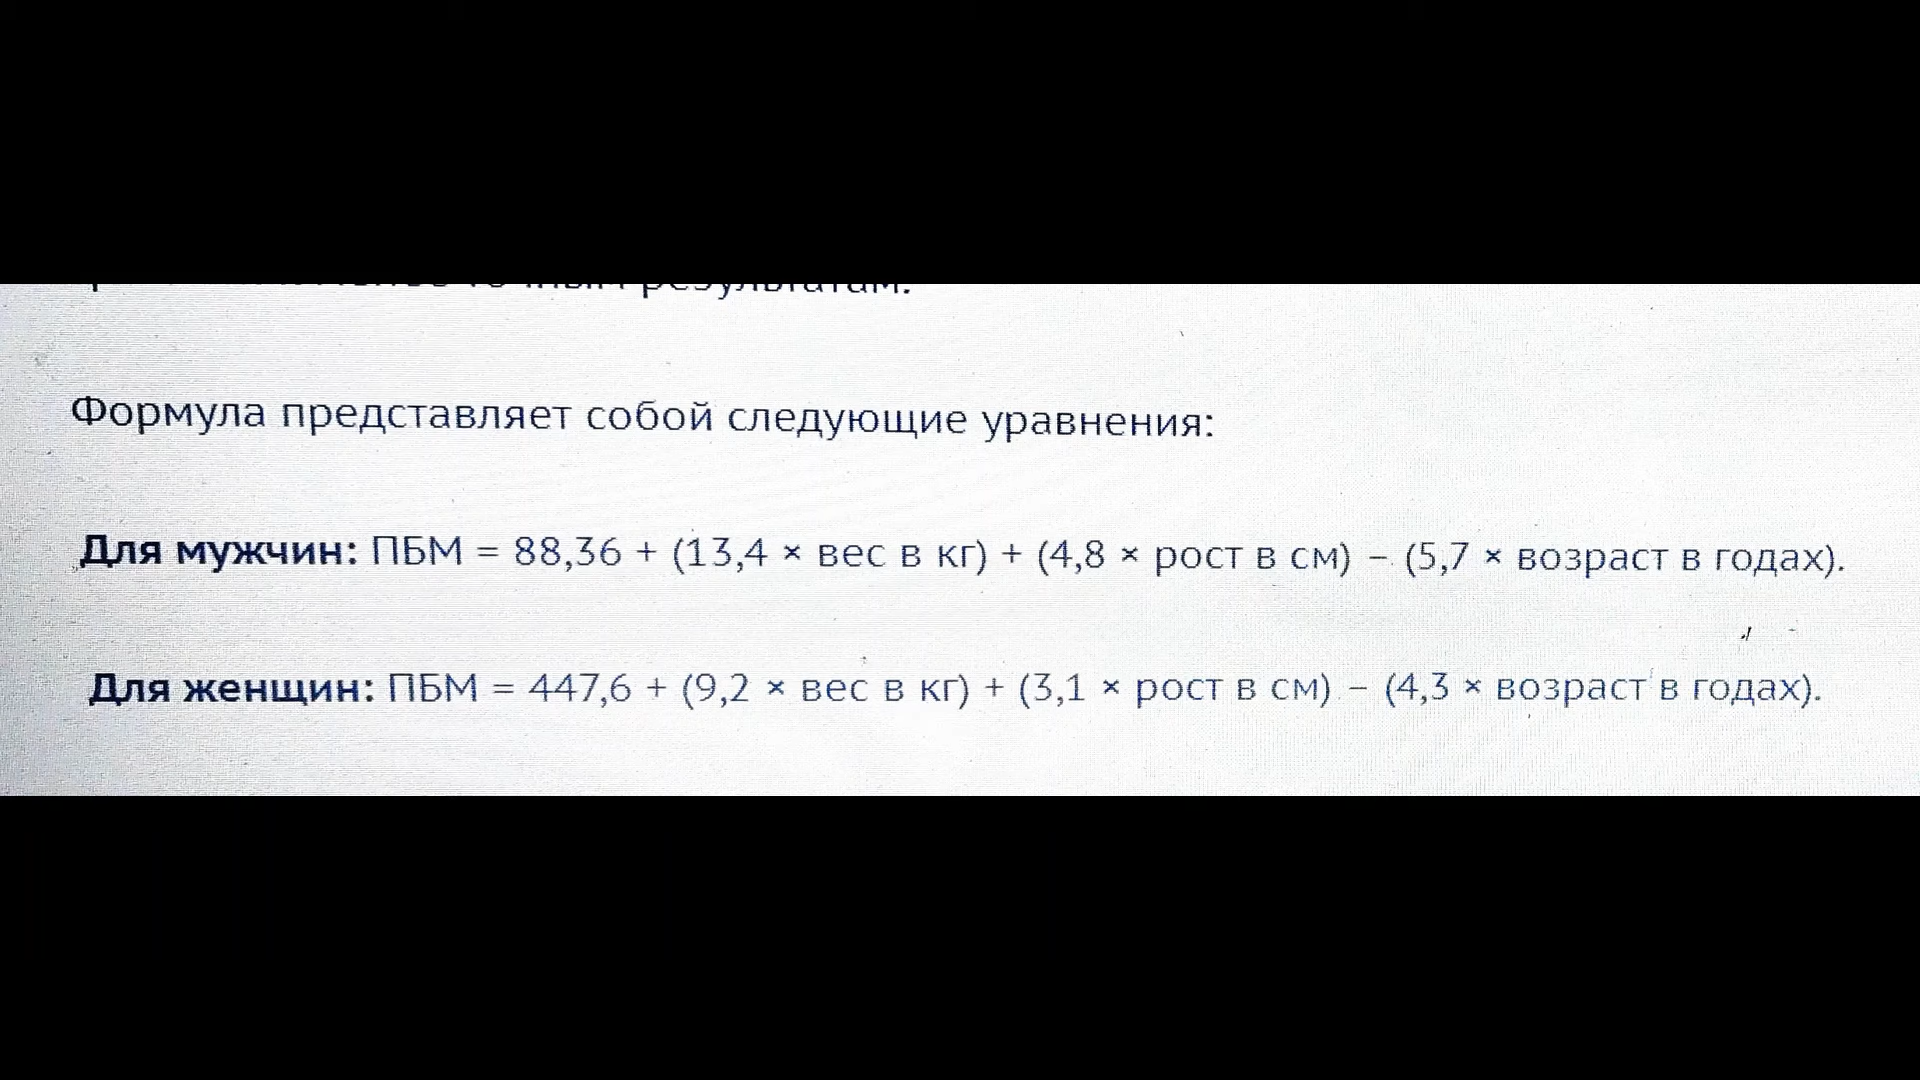 результатам.
Формула представляет собой следующие уравнения:
Для мужчин: ПБМ = 88,36 + (13,4 × вес в кг) + (4,8 × рост в см) – (5,7 × возраст в годах).
Для женщин: ПБМ = 447,6 + (9,2 × вес в кг) + (3,1 × рост в см) – (4,3 × возраст в годах).